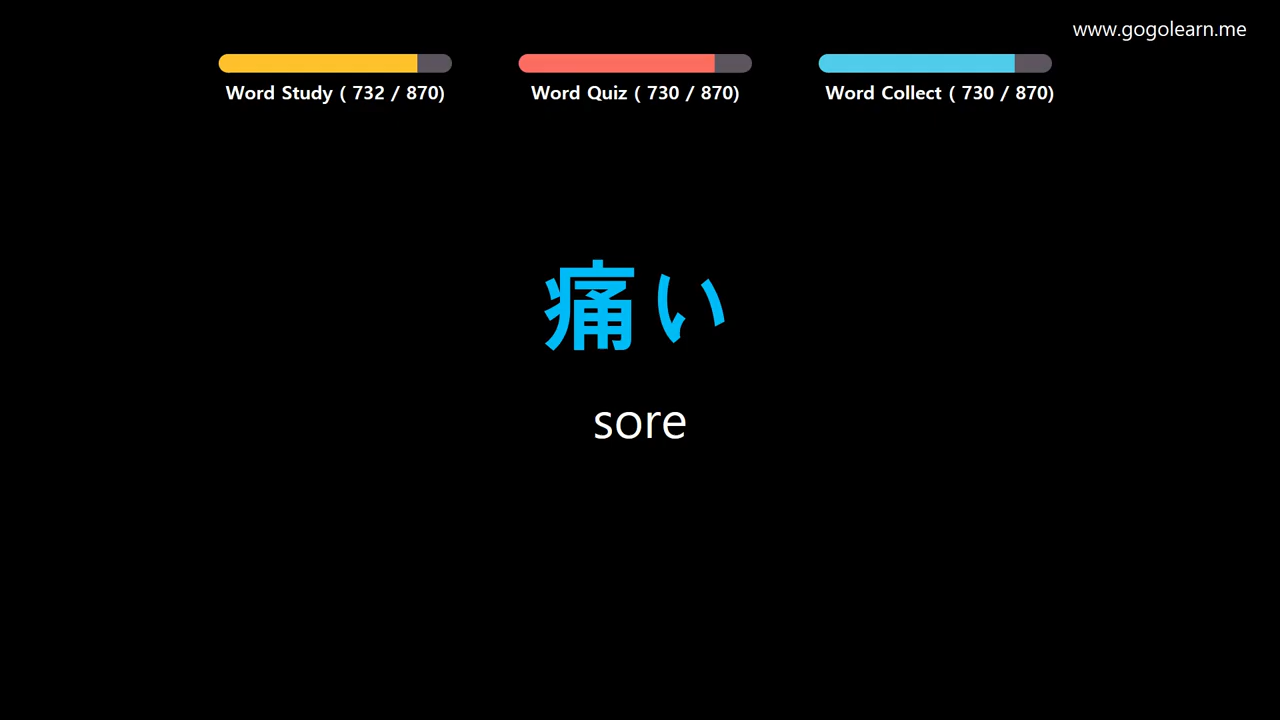 www.gogolearn.me
Word Study ( 732 / 870)
Word Quiz ( 730 / 870)
Word Collect ( 730 / 870)
痛い
sore